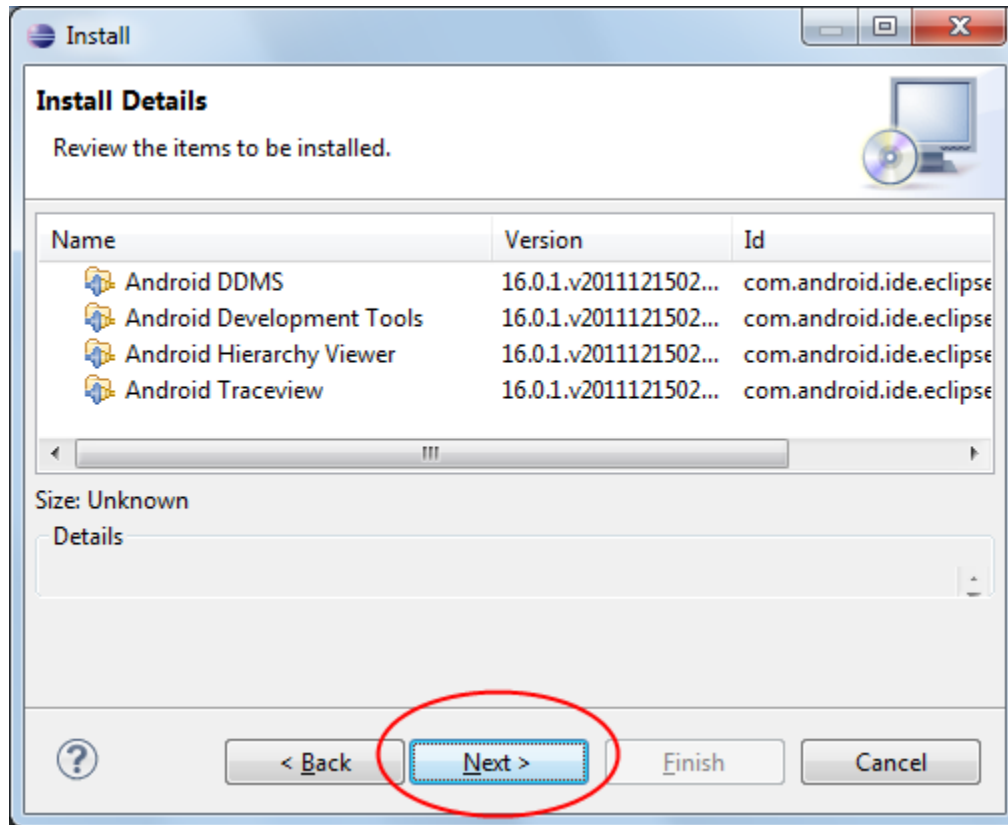 Install
Install Details
Review the items to be installed.
Name Version Id
Android DDMS 16.0.1.v2011121502... com.android.ide.eclipse
Android Development Tools 16.0.1.v2011121502... com.android.ide.eclipse
Android Hierarchy Viewer 16.0.1.v2011121502... com.android.ide.eclipse
Android Traceview 16.0.1.v2011121502... com.android.ide.eclipse
Size: Unknown
Details
? < Back Next > Finish Cancel